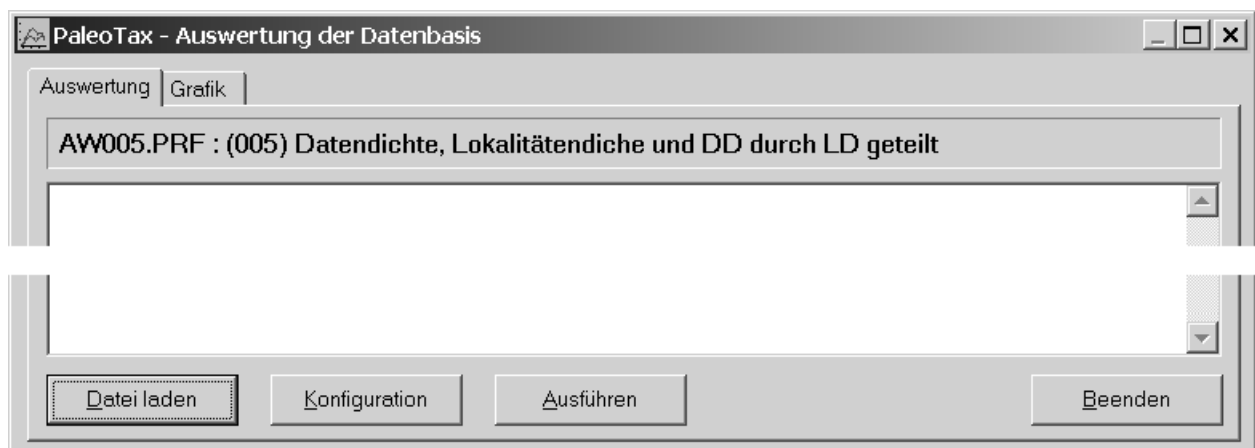 PaleoTax - Auswertung der Datenbasis
Auswertung Grafik
AW005.PRF : (005) Datendichte, Lokalitätendiche und DD durch LD geteilt
Datei laden Konfiguration Ausführen Beenden